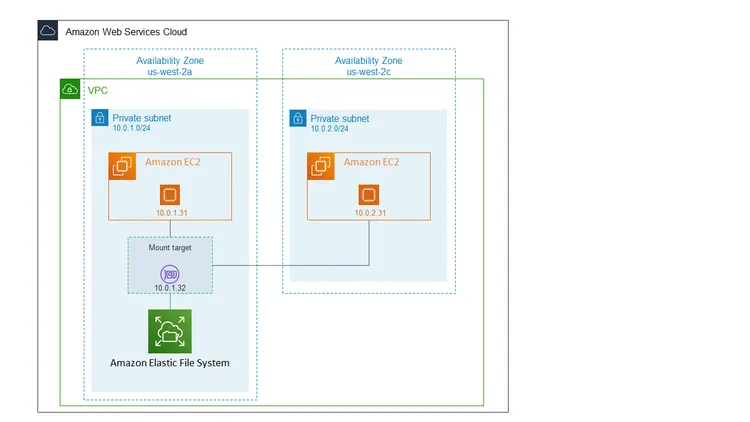 Amazon Web Services Cloud
Availability Zone
us-west-2a
Availability Zone
us-west-2c
VPC
Private subnet
10.0.1.0/24
Private subnet
10.0.2.0/24
Amazon EC2
Amazon EC2
10.0.1.31
10.0.2.31
Mount target
10.0.1.32
Amazon Elastic File System